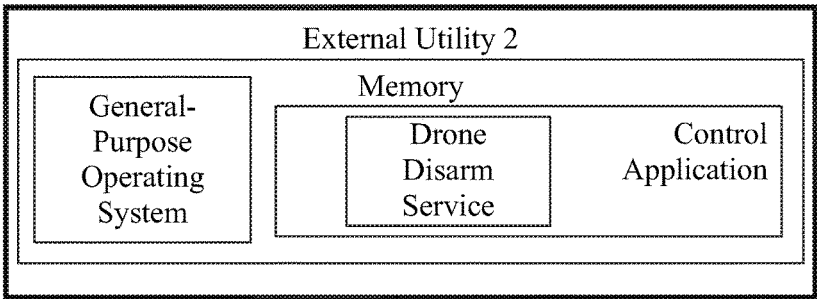 External Utility 2
Memory
General-
Purpose
Operating
System
Drone
Disarm
Service
Control
Application